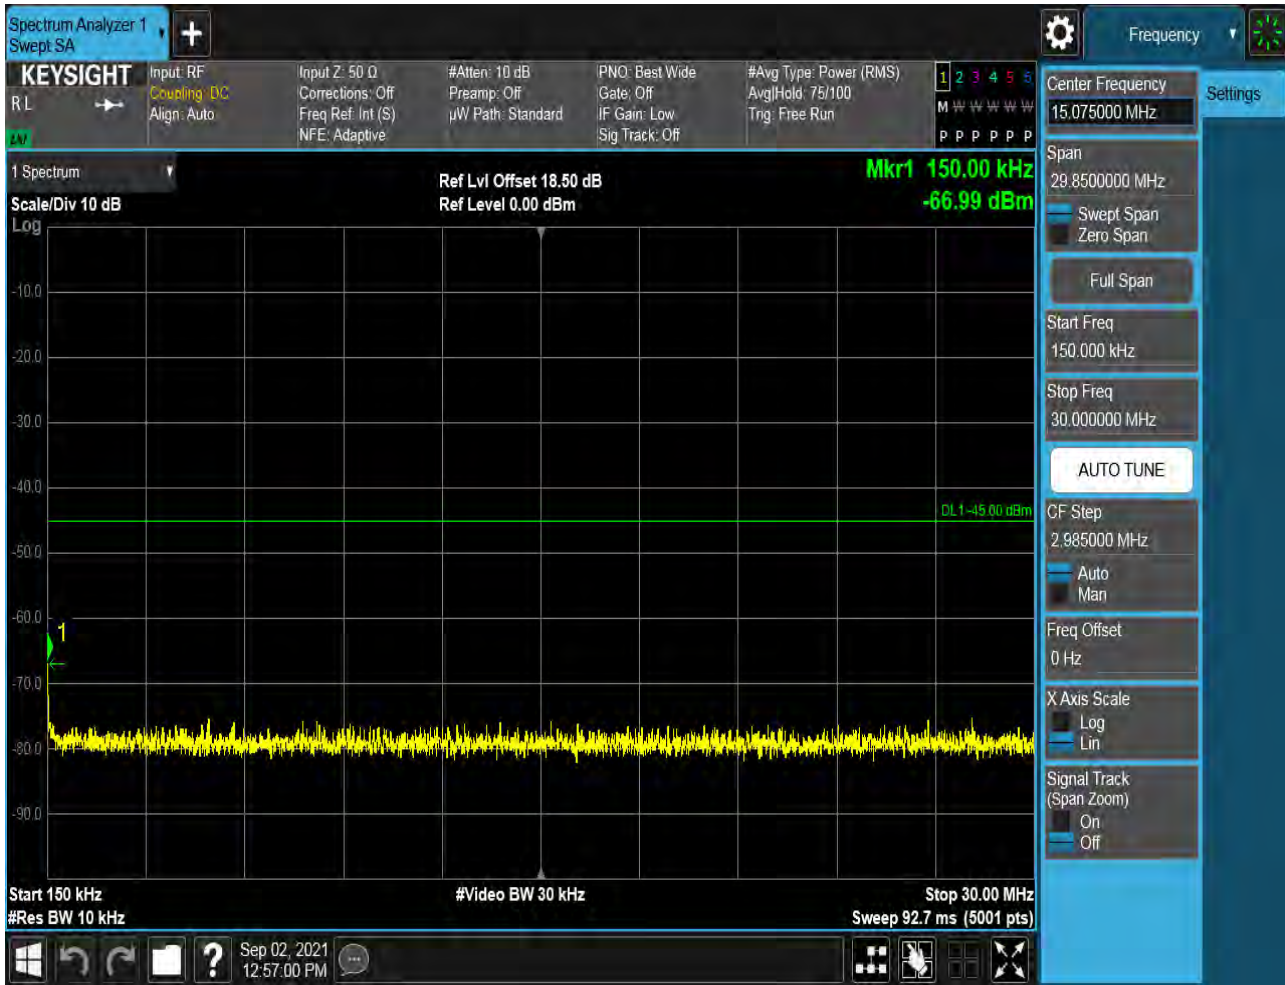 Spectrum Analyzer 1
Swept SA
+
Frequency
KEYSIGHT
R L
LNI
Input: RF
Coupling: DC
Align: Auto
Input Z: 50 Ω
Corrections: Off
Freq Ref: Int (S)
NFE: Adaptive
#Atten: 10 dB
Preamp: Off
µW Path: Standard
PNO: Best Wide
Gate: Off
IF Gain: Low
Sig Track: Off
#Avg Type: Power (RMS)
Avg|Hold: 75/100
Trig: Free Run
1 2 3 4 5 6
M W W W W W
P P P P P P
1 Spectrum
Scale/Div 10 dB
Log
Ref Lvl Offset 18.50 dB
Ref Level 0.00 dBm
Mkr1 150.00 kHz
-66.99 dBm
-10.0
-20.0
-30.0
-40.0
DL1 -45.00 dBm
-50.0
-60.0
1
-70.0
-80.0
-90.0
Start 150 kHz
#Res BW 10 kHz
#Video BW 30 kHz
Stop 30.00 MHz
Sweep 92.7 ms (5001 pts)
Center Frequency
15.075000 MHz
Settings
Span
29.8500000 MHz
Swept Span
Zero Span
Full Span
Start Freq
150.000 kHz
Stop Freq
30.000000 MHz
AUTO TUNE
CF Step
2.985000 MHz
Auto
Man
Freq Offset
0 Hz
X Axis Scale
Log
Lin
Signal Track
(Span Zoom)
On
Off
?
Sep 02, 2021
12:57:00 PM